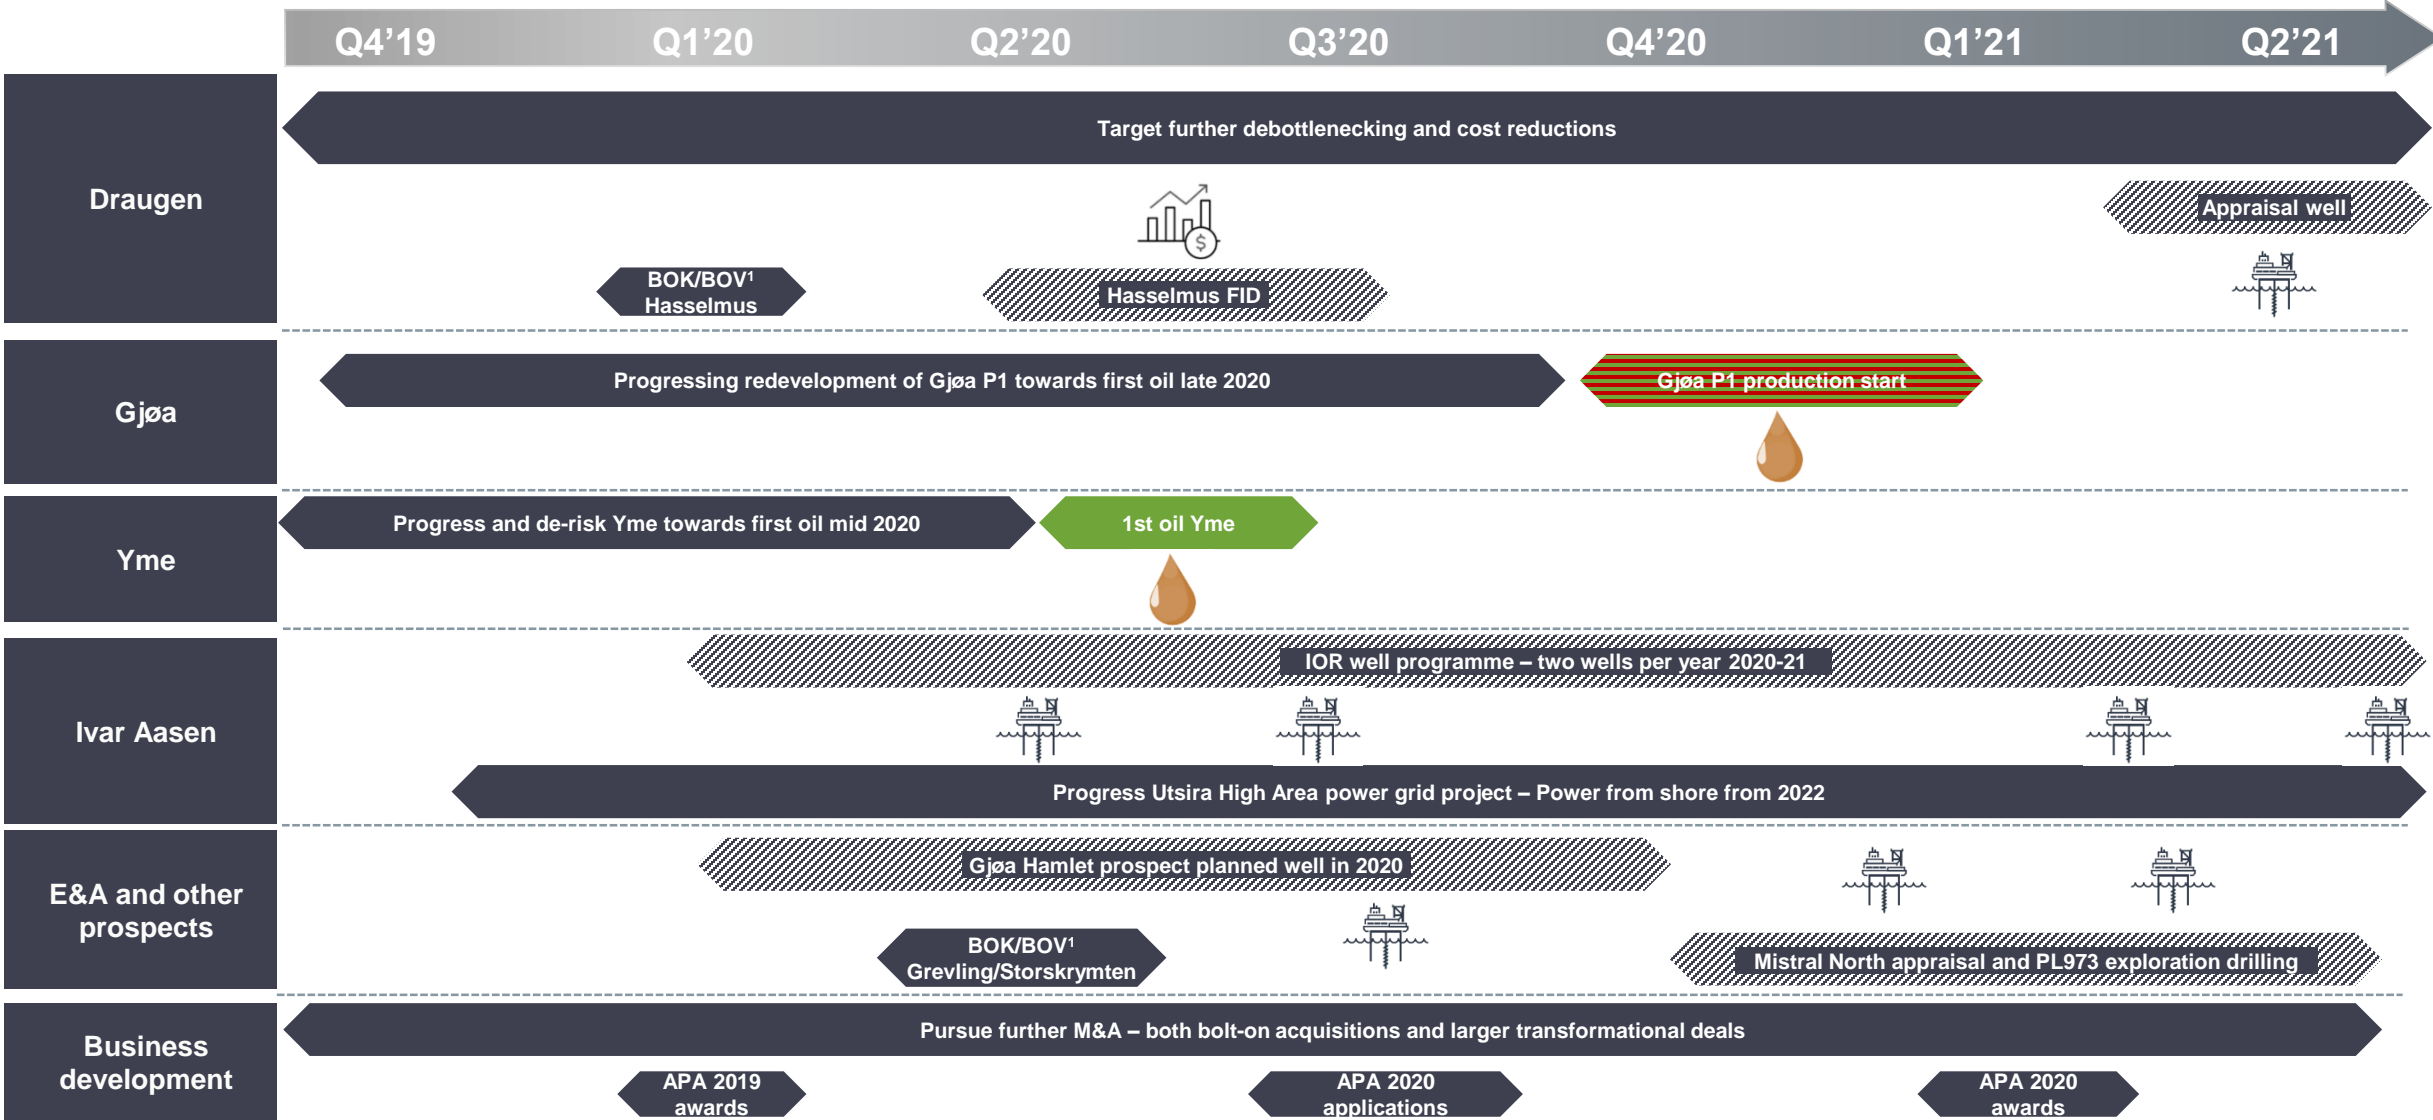 Q4’19 Q1’20 Q2’20 Q3’20 Q4’20 Q1’21 Q2’21
Draugen
Target further debottlenecking and cost reductions
Appraisal well
BOK/BOV¹
Hasselmus
Hasselmus FID
$
Gjøa
Progressing redevelopment of Gjøa P1 towards first oil late 2020
Gjøa P1 production start
Yme
Progress and de-risk Yme towards first oil mid 2020
1st oil Yme
Ivar Aasen
IOR well programme – two wells per year 2020-21
Progress Utsira High Area power grid project – Power from shore from 2022
E&A and other
prospects
Gjøa Hamlet prospect planned well in 2020
BOK/BOV¹
Grevling/Storskrymten
Mistral North appraisal and PL973 exploration drilling
Business
development
Pursue further M&A – both bolt-on acquisitions and larger transformational deals
APA 2019
awards
APA 2020
applications
APA 2020
awards